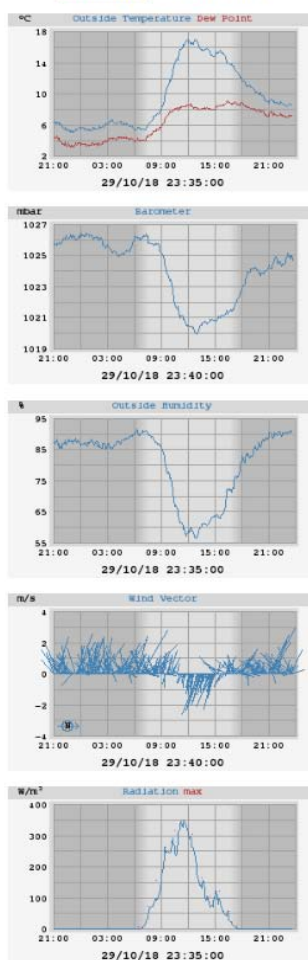 °C Outside Temperature Dew Point
18
14
10
6
2
21:00 03:00 09:00 15:00 21:00
29/10/18 23:35:00
mbar Barometer
1027
1025
1023
1021
1019
21:00 03:00 09:00 15:00 21:00
29/10/18 23:40:00
% Outside Humidity
95
85
75
65
55
21:00 03:00 09:00 15:00 21:00
29/10/18 23:35:00
m/s Wind Vector
4
2
0
-2
-4
N
21:00 03:00 09:00 15:00 21:00
29/10/18 23:40:00
W/m² Radiation max
400
300
200
100
0
21:00 03:00 09:00 15:00 21:00
29/10/18 23:35:00